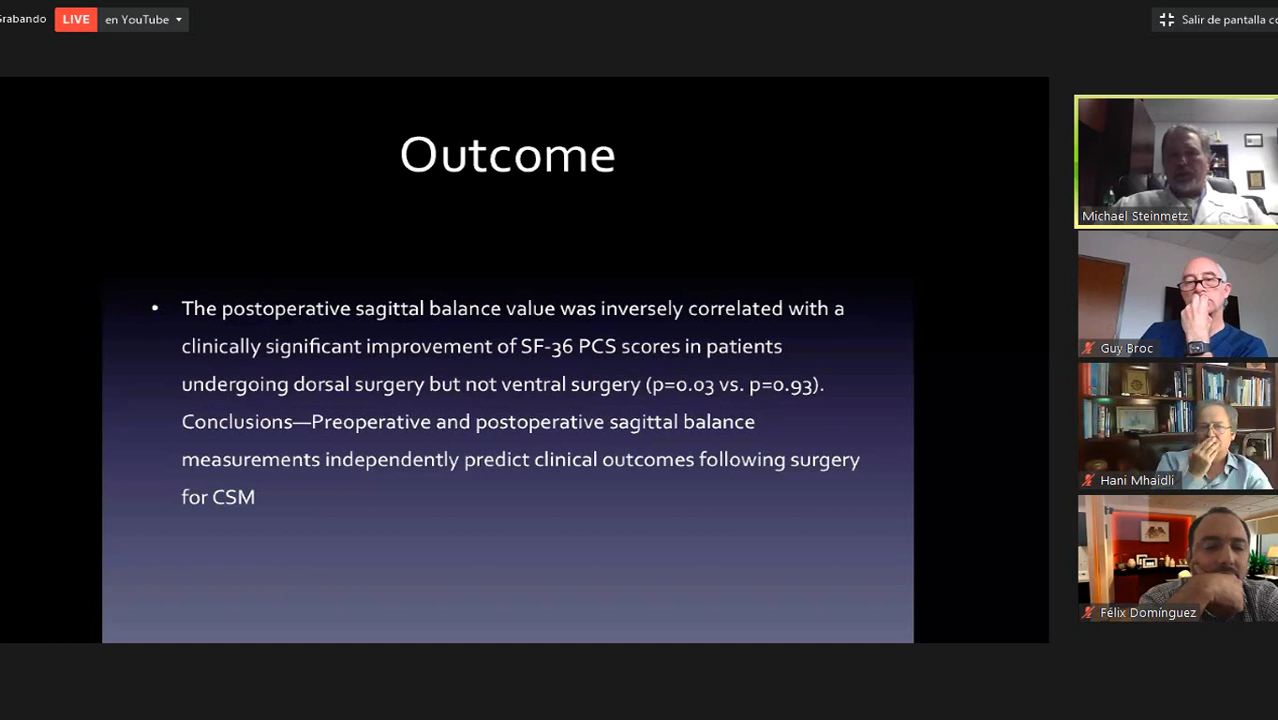 Grabando
LIVE en YouTube
Salir de pantalla co
Outcome
• The postoperative sagittal balance value was inversely correlated with a
clinically significant improvement of SF-36 PCS scores in patients
undergoing dorsal surgery but not ventral surgery (p=0.03 vs. p=0.93).
Conclusions—Preoperative and postoperative sagittal balance
measurements independently predict clinical outcomes following surgery
for CSM
Michael Steinmetz
Guy Broc
Hani Mhaidli
Félix Domínguez